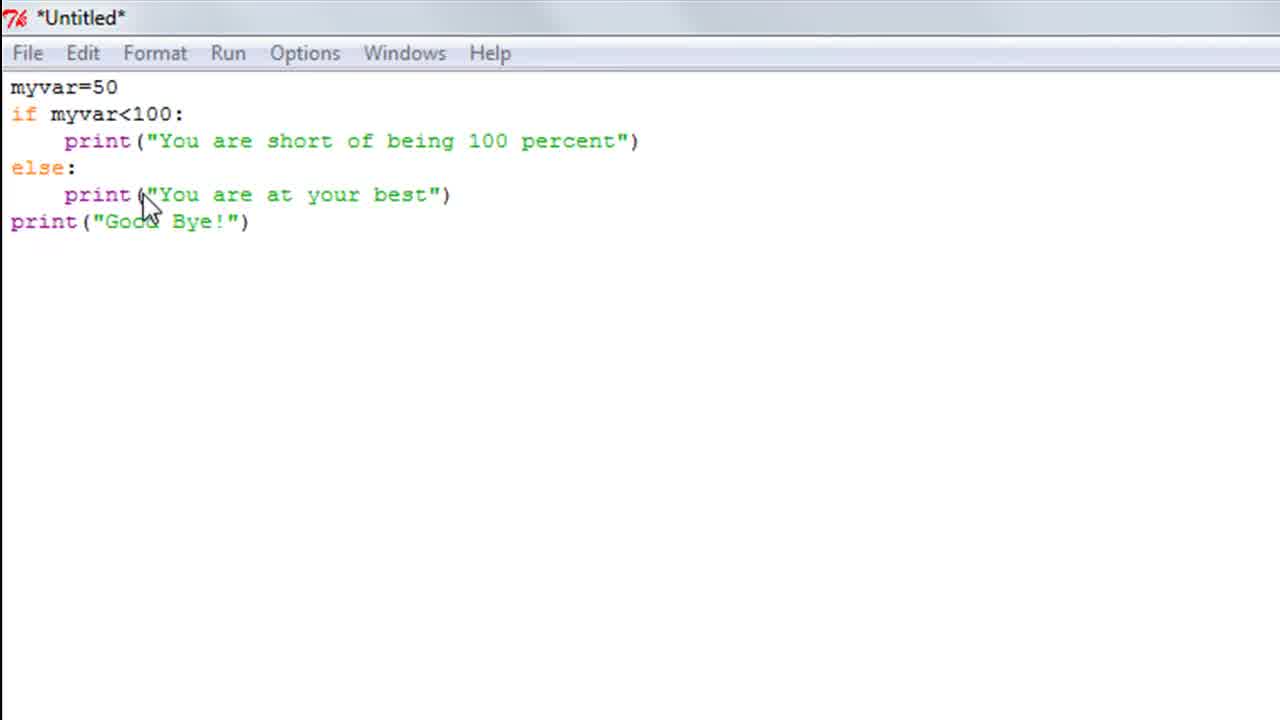 *Untitled*
File Edit Format Run Options Windows Help
myvar=50
if myvar<100:
    print("You are short of being 100 percent")
else:
    print("You are at your best")
print("Good Bye!")